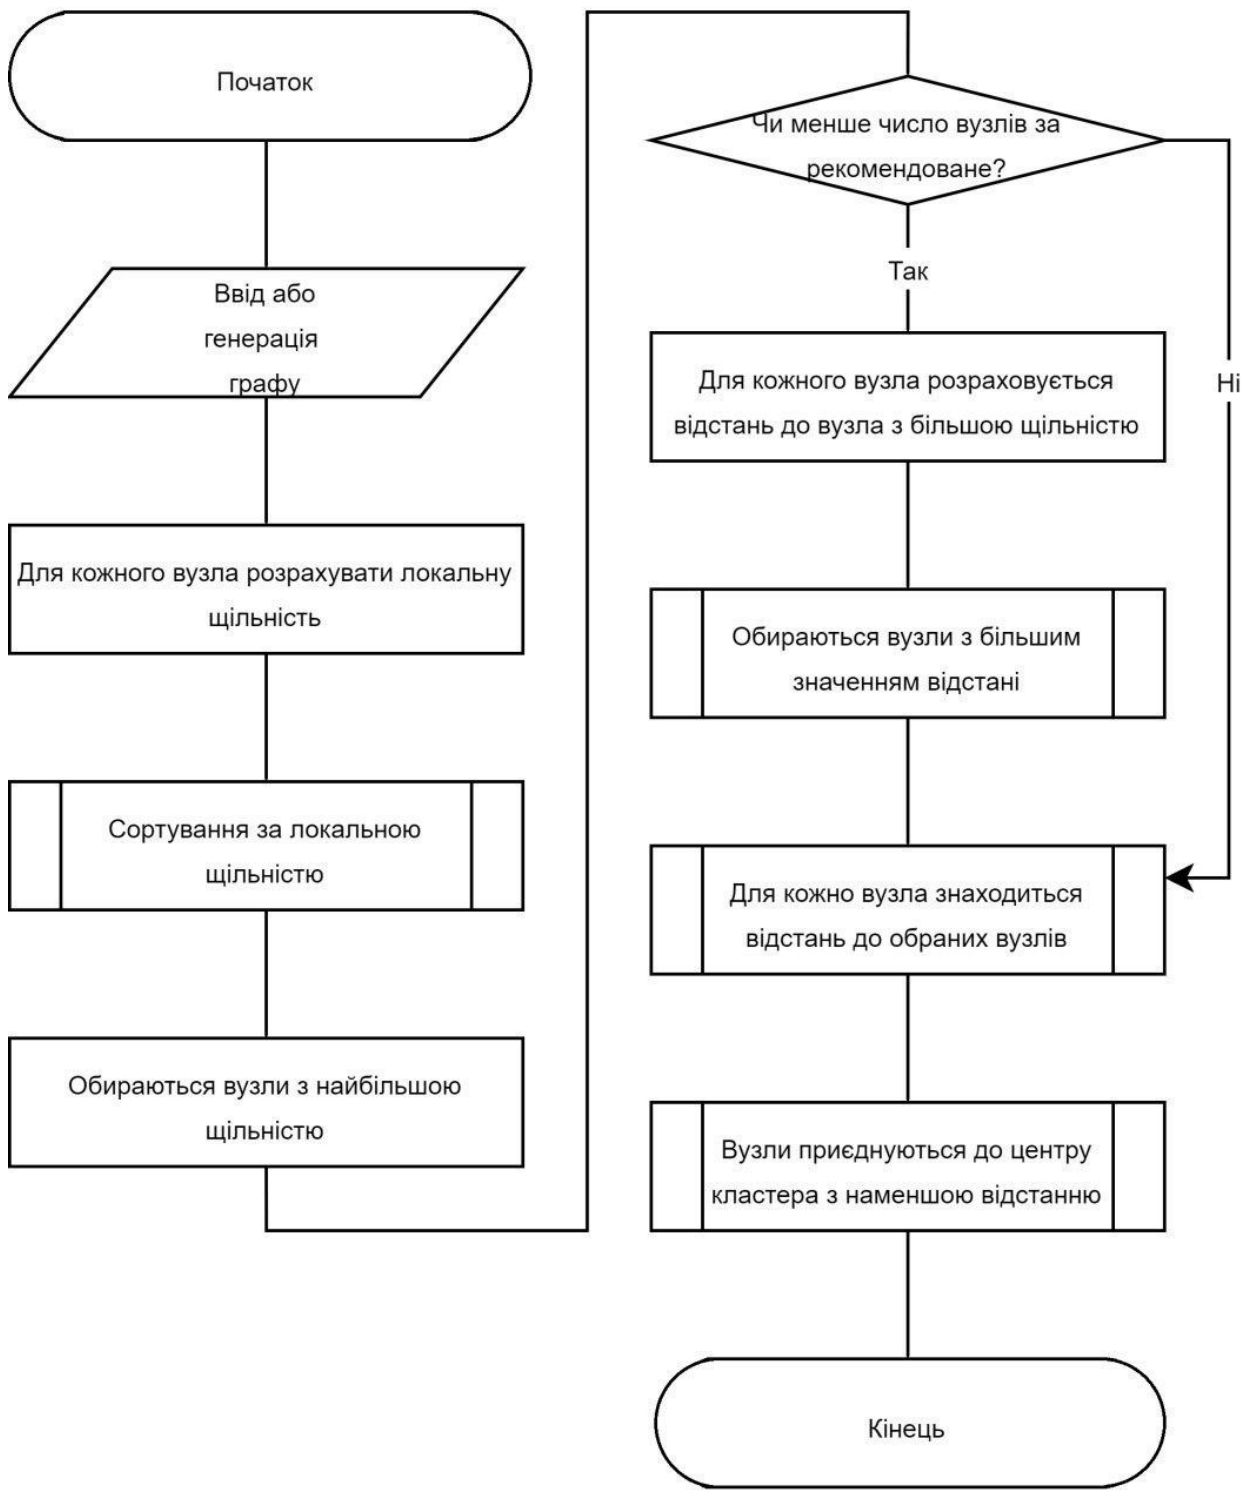 Початок
Ввід або
генерація
графу
Для кожного вузла розрахувати локальну
щільність
Сортування за локальною
щільністю
Обираються вузли з найбільшою
щільністю
Чи менше число вузлів за
рекомендоване?
Так
Ні
Для кожного вузла розраховується
відстань до вузла з більшою щільністю
Обираються вузли з більшим
значенням відстані
Для кожно вузла знаходиться
відстань до обраних вузлів
Вузли приєднуються до центру
кластера з наменшою відстанню
Кінець